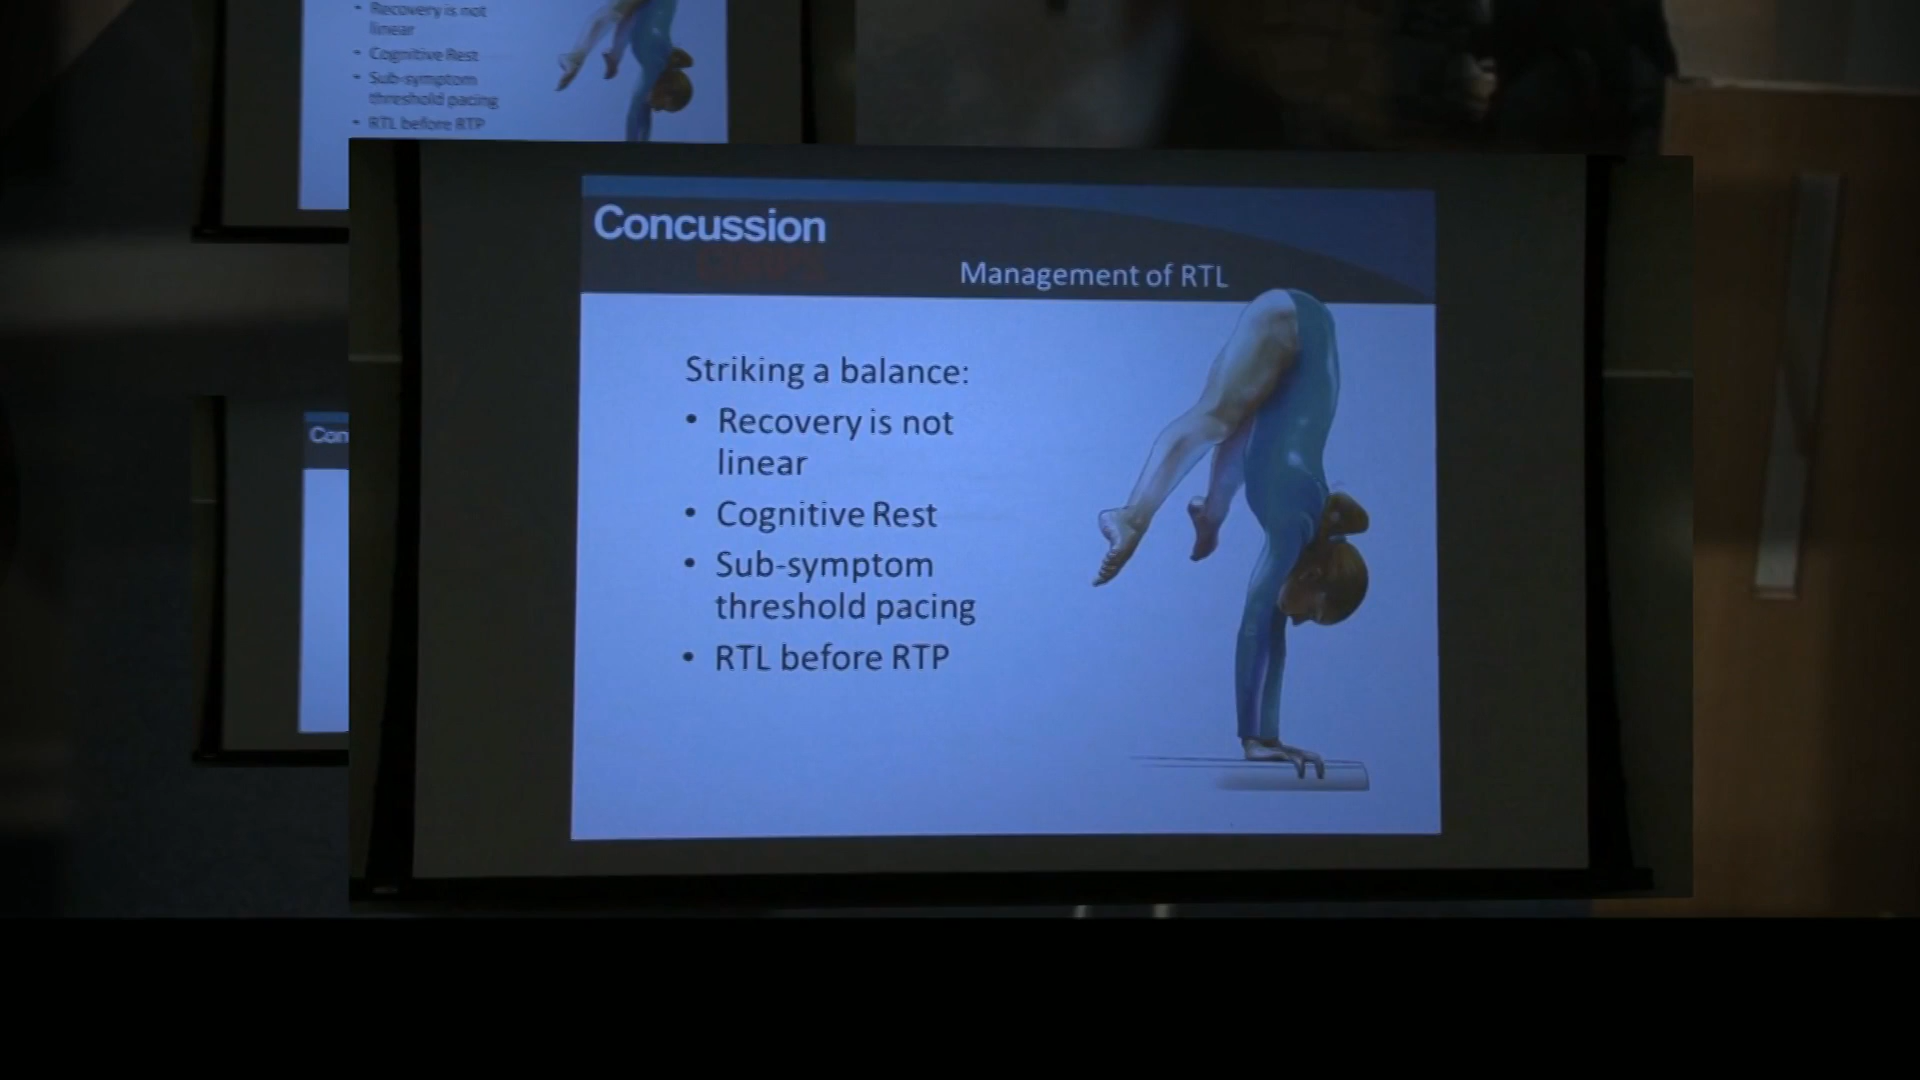 • Recovery is not
linear
• Cognitive Rest
• Sub-symptom
threshold pacing
• RTL before RTP
Concussion
Management of RTL
Striking a balance:
• Recovery is not
linear
• Cognitive Rest
• Sub-symptom
threshold pacing
• RTL before RTP
Con